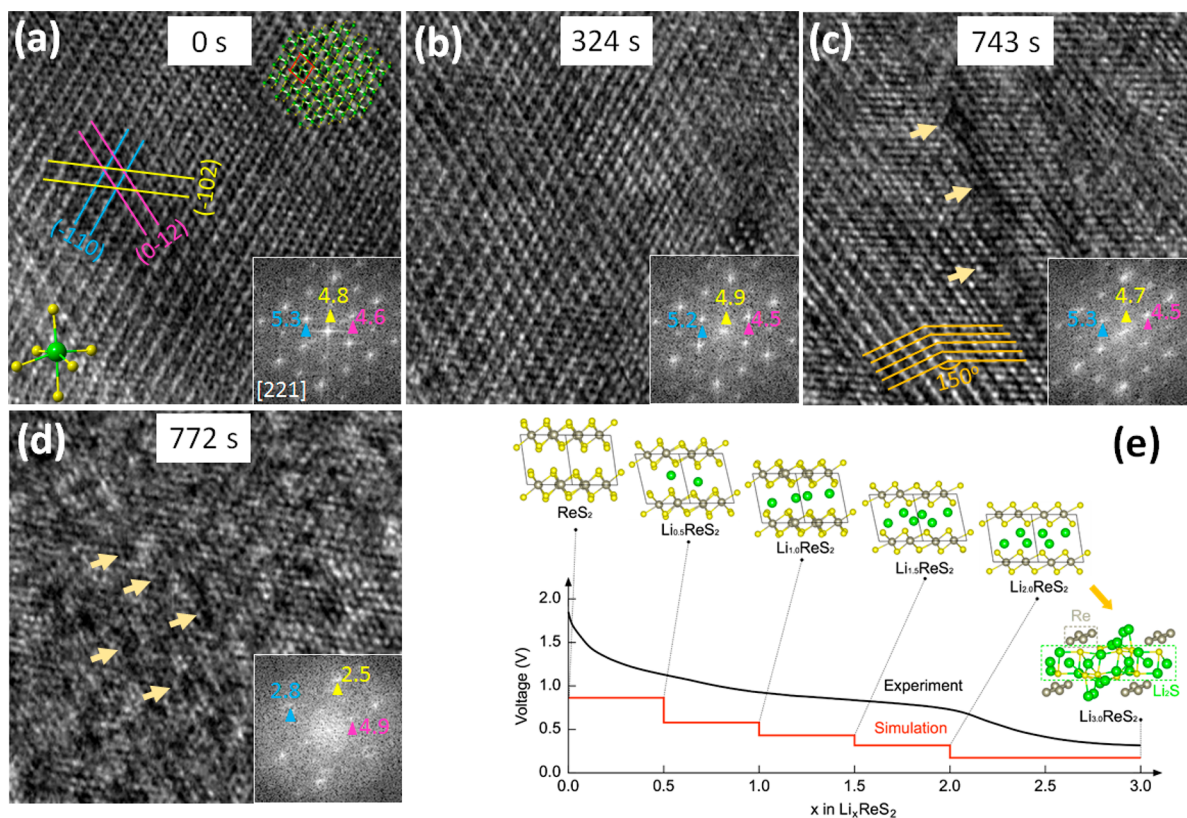 (a)
0 s
(-102)
(-110)
(0-12)
4.8
5.3
4.6
[221]
(b)
324 s
4.9
5.2
4.5
(c)
743 s
150°
4.7
5.3
4.5
(d)
772 s
2.5
2.8
4.9
(e)
ReS₂
Li₀.₅ReS₂
Li₁.₀ReS₂
Li₁.₅ReS₂
Li₂.₀ReS₂
Re
Li₂S
Li₃.₀ReS₂
Voltage (V)
2.0
1.5
1.0
0.5
0.0
Experiment
Simulation
0.0 0.5 1.0 1.5 2.0 2.5 3.0
x in LiₓReS₂